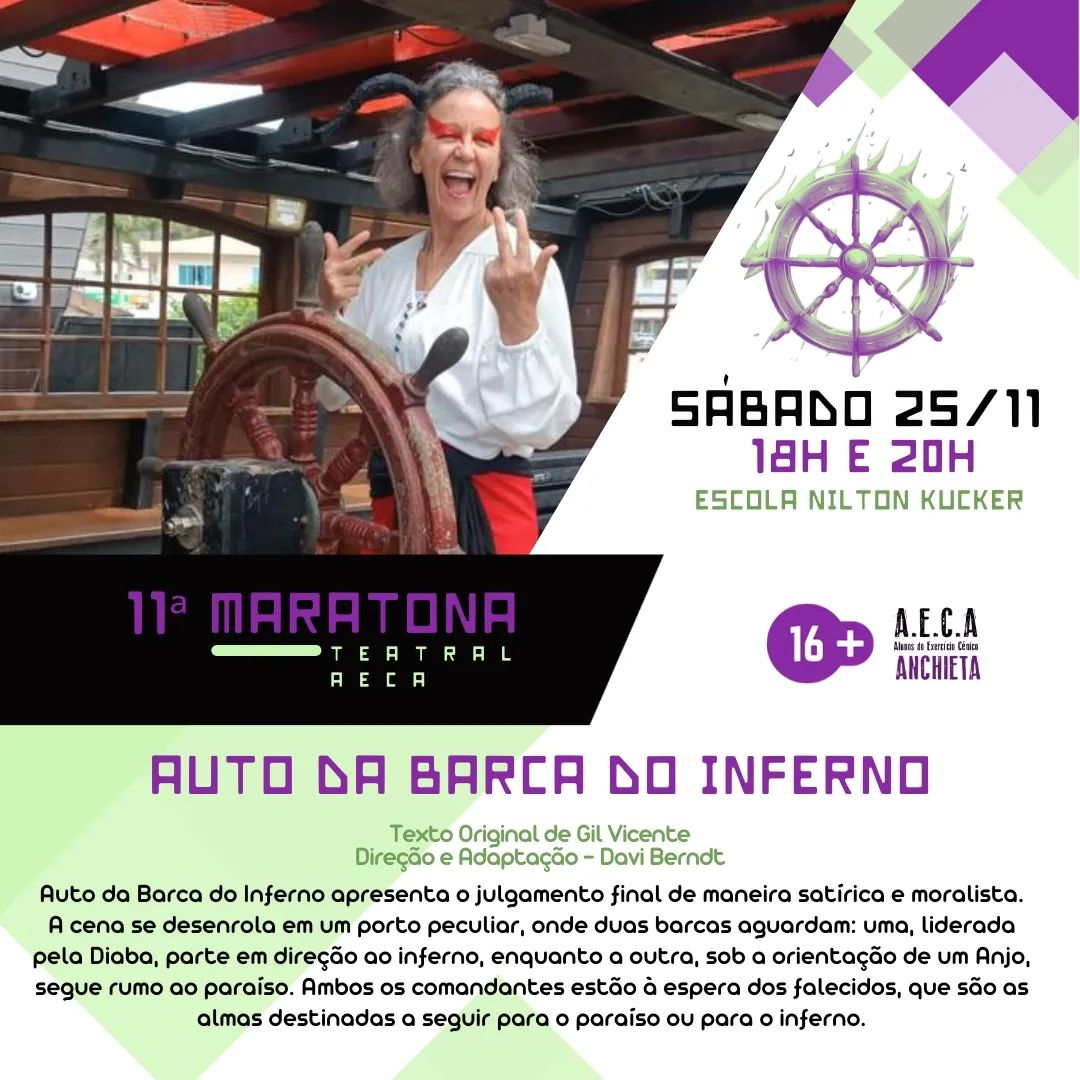 SÁBADO 25/11
18H E 20H
ESCOLA NILTON KUCKER
11ª MARATONA
TEATRAL
AECA
16+
A.E.C.A
Alunos do Exercício Cênico
ANCHIETA
AUTO DA BARCA DO INFERNO
Texto Original de Gil Vicente
Direção e Adaptação - Davi Berndt
Auto da Barca do Inferno apresenta o julgamento final de maneira satírica e moralista.
A cena se desenrola em um porto peculiar, onde duas barcas aguardam: uma, liderada
pela Diaba, parte em direção ao inferno, enquanto a outra, sob a orientação de um Anjo,
segue rumo ao paraíso. Ambos os comandantes estão à espera dos falecidos, que são as
almas destinadas a seguir para o paraíso ou para o inferno.